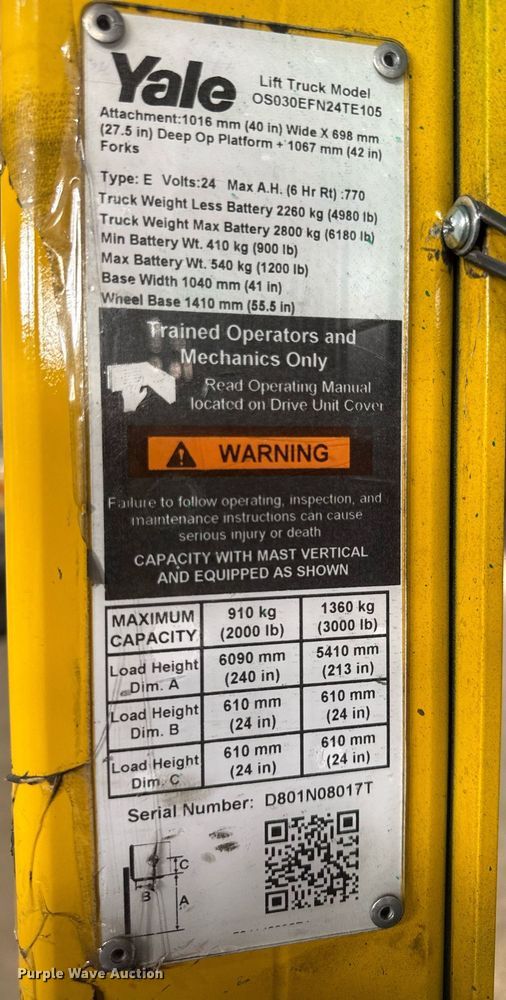 Yale
Lift Truck Model
OS030EFN24TE105
Attachment:1016 mm (40 in) Wide X 698 mm
(27.5 in) Deep Op Platform + 1067 mm (42 in)
Forks
Type: E Volts:24 Max A.H. (6 Hr Rt) :770
Truck Weight Less Battery 2260 kg (4980 lb)
Truck Weight Max Battery 2800 kg (6180 lb)
Min Battery Wt. 410 kg (900 lb)
Max Battery Wt. 540 kg (1200 lb)
Base Width 1040 mm (41 in)
Wheel Base 1410 mm (55.5 in)
Trained Operators and
Mechanics Only
Read Operating Manual
located on Drive Unit Cover
WARNING
Failure to follow operating, inspection, and
maintenance instructions can cause
serious injury or death
CAPACITY WITH MAST VERTICAL
AND EQUIPPED AS SHOWN
MAXIMUM CAPACITY 910 kg (2000 lb) 1360 kg (3000 lb)
Load Height Dim. A 6090 mm (240 in) 5410 mm (213 in)
Load Height Dim. B 610 mm (24 in) 610 mm (24 in)
Load Height Dim. C 610 mm (24 in) 610 mm (24 in)
Serial Number: D801N08017T
C
B
A
Purple Wave Auction